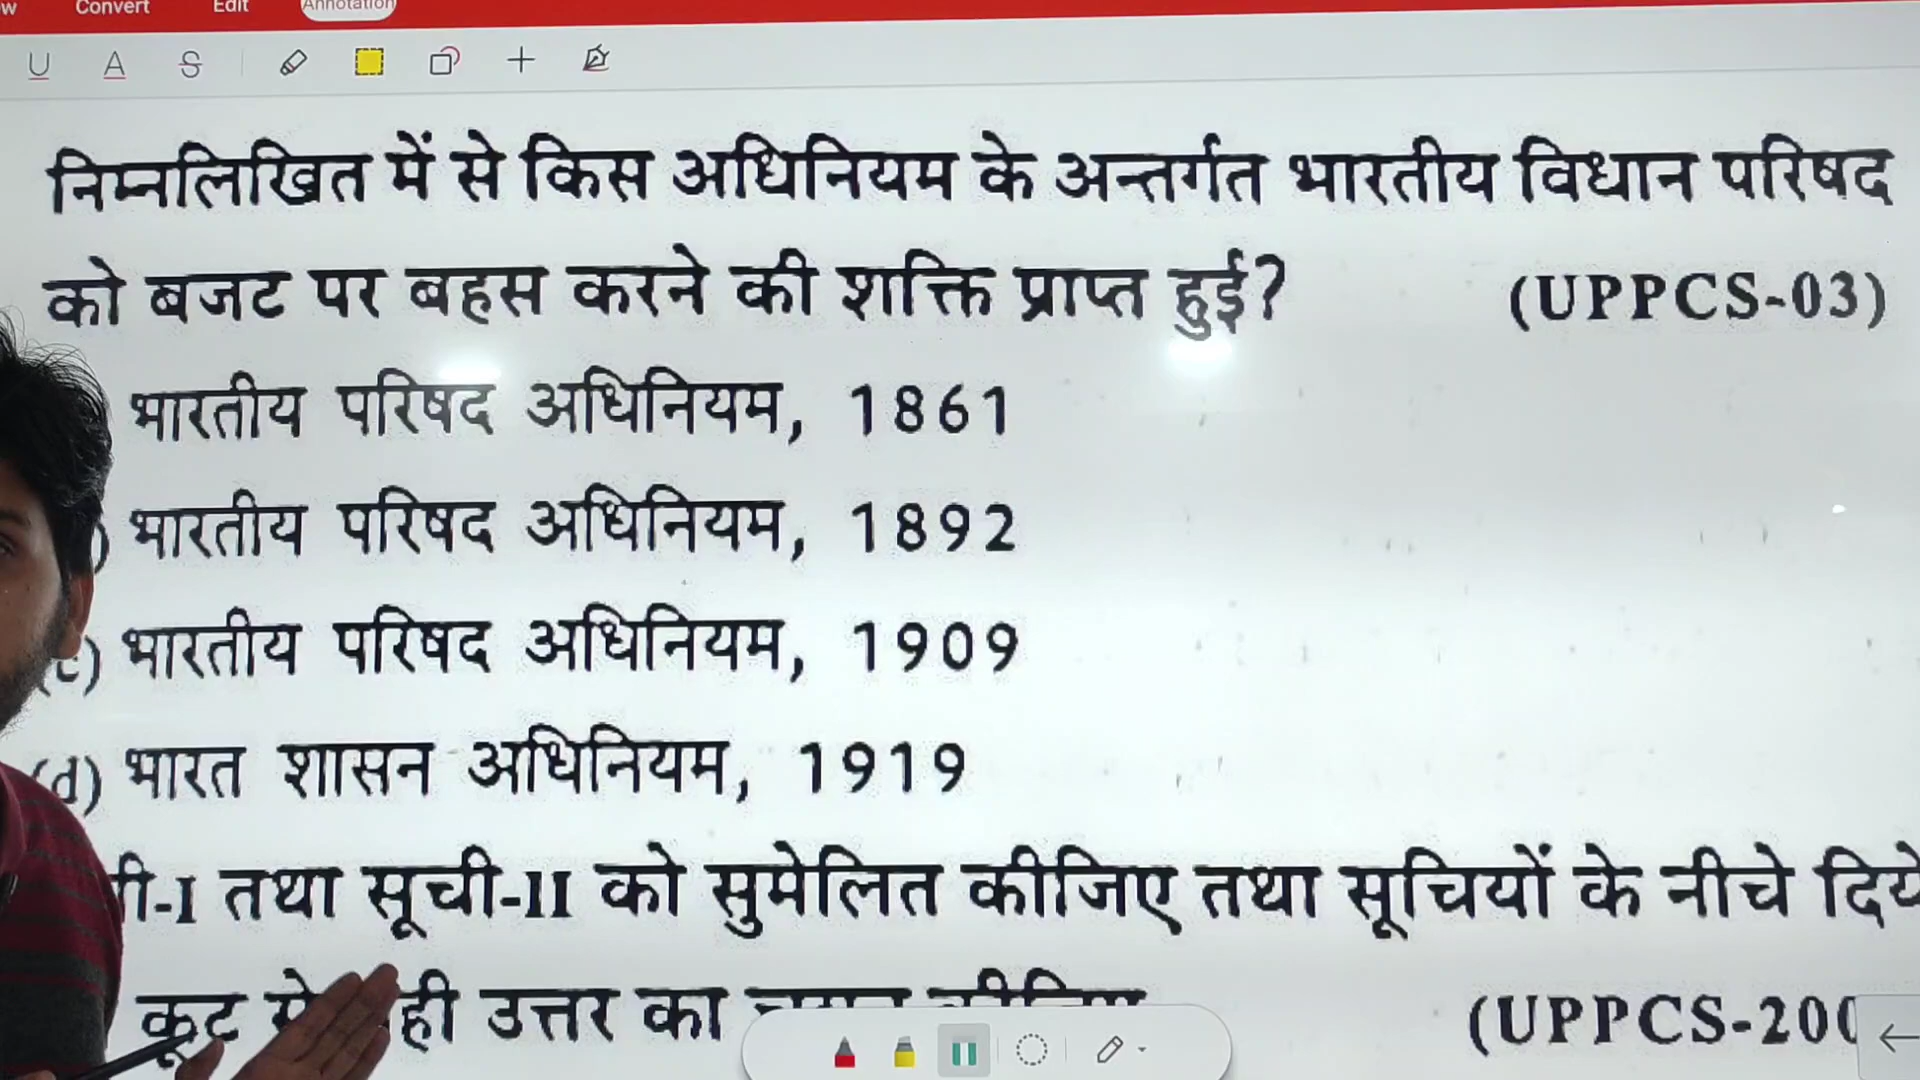 Convert Edit Annotation
निम्नलिखित में से किस अधिनियम के अन्तर्गत भारतीय विधान परिषद
को बजट पर बहस करने की शक्ति प्राप्त हुई? (UPPCS-03)
भारतीय परिषद अधिनियम, 1861
) भारतीय परिषद अधिनियम, 1892
(c) भारतीय परिषद अधिनियम, 1909
(d) भारत शासन अधिनियम, 1919
ी-I तथा सूची-II को सुमेलित कीजिए तथा सूचियों के नीचे दिये
कूट उत्तर का (UPPCS-200